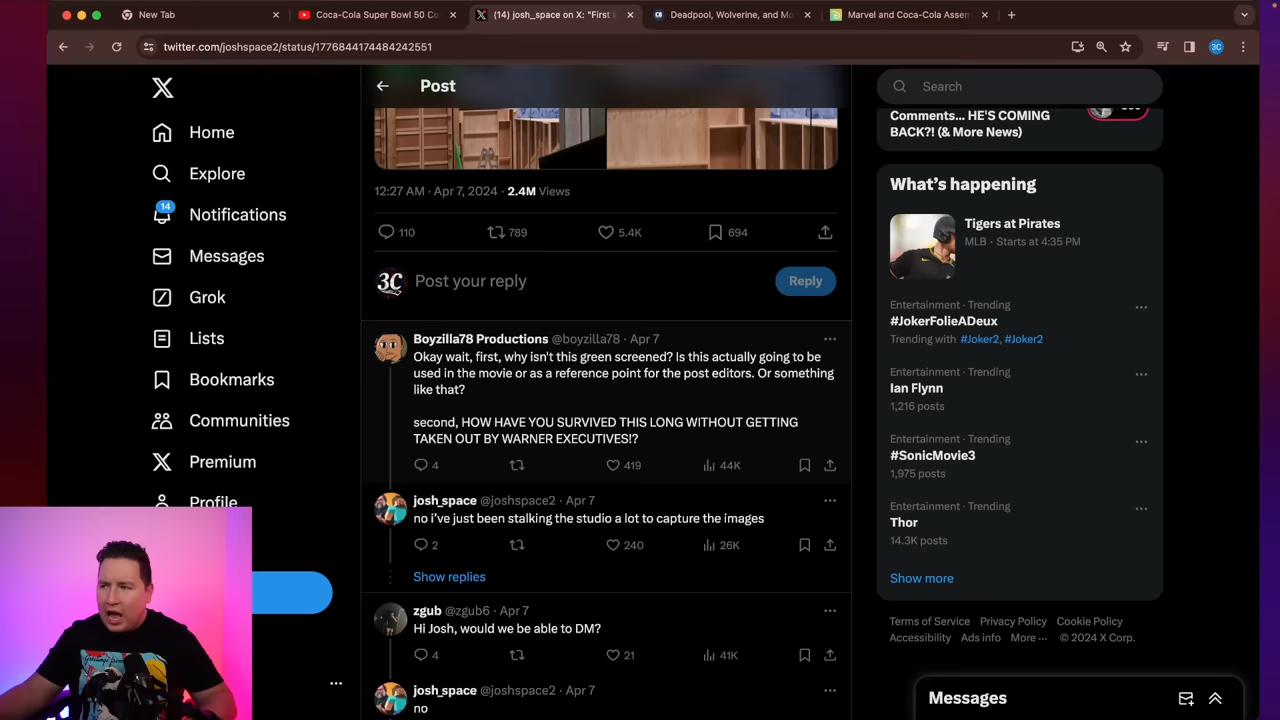 New Tab
Coca-Cola Super Bowl 50 Co
(14) josh_space on X: "First
Deadpool, Wolverine, and Mo
Marvel and Coca-Cola Assem
twitter.com/joshspace2/status/1776844174484242551
3C
Home
Explore
14
Notifications
Messages
Grok
Lists
Bookmarks
Communities
Premium
Profile
Post
12:27 AM · Apr 7, 2024 · 2.4M Views
110
789
5.4K
694
3C
Post your reply
Reply
Boyzilla78 Productions @boyzilla78 · Apr 7
Okay wait, first, why isn't this green screened? Is this actually going to be
used in the movie or as a reference point for the post editors. Or something
like that?
second, HOW HAVE YOU SURVIVED THIS LONG WITHOUT GETTING
TAKEN OUT BY WARNER EXECUTIVES!?
4
419
44K
josh_space @joshspace2 · Apr 7
no i've just been stalking the studio a lot to capture the images
2
240
26K
Show replies
zgub @zgub6 · Apr 7
Hi Josh, would we be able to DM?
4
21
41K
josh_space @joshspace2 · Apr 7
no
Search
Comments... HE'S COMING
BACK?! (& More News)
What's happening
Tigers at Pirates
MLB · Starts at 4:35 PM
Entertainment · Trending
#JokerFolieADeux
Trending with #Joker2, #Joker2
Entertainment · Trending
Ian Flynn
1,216 posts
Entertainment · Trending
#SonicMovie3
1,975 posts
Entertainment · Trending
Thor
14.3K posts
Show more
Terms of Service Privacy Policy Cookie Policy
Accessibility Ads info More ··· © 2024 X Corp.
Messages